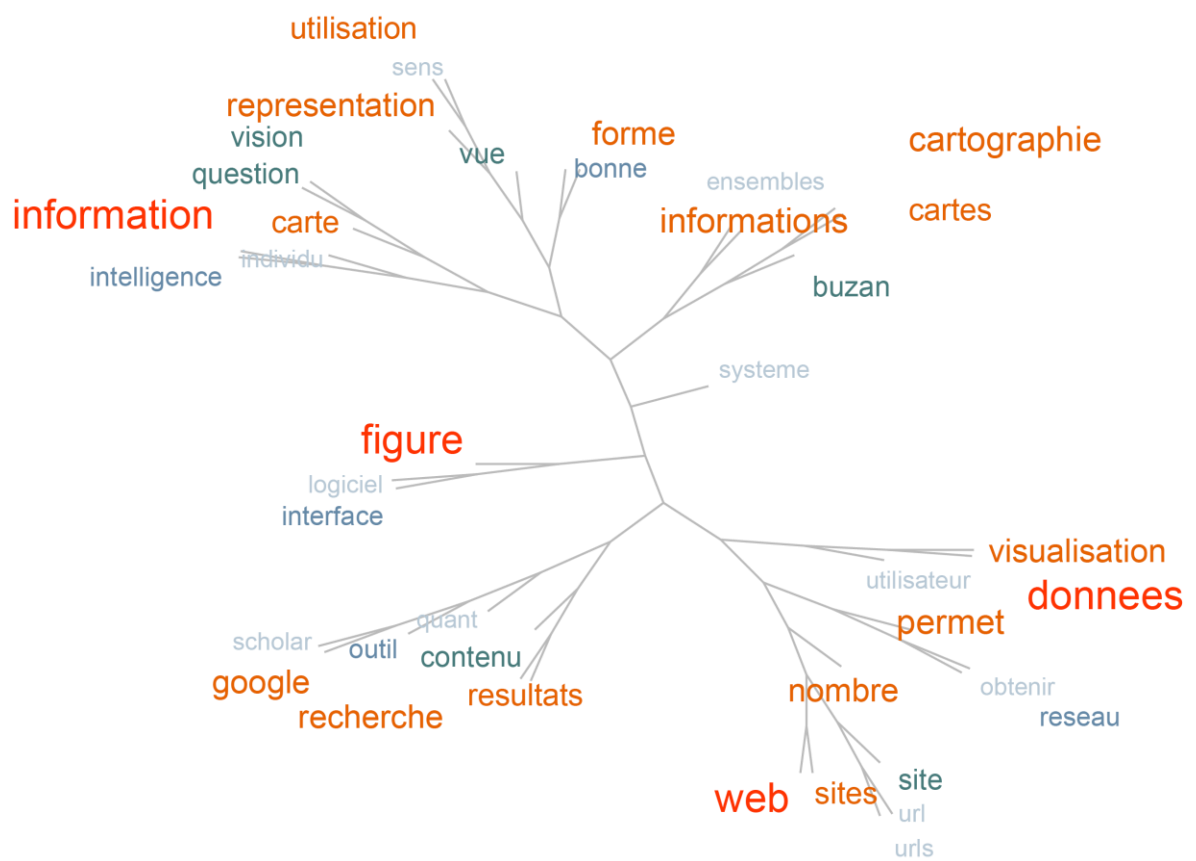 utilisation
sens
representation
forme
vision
cartographie
vue
bonne
question
ensembles
information
carte
informations
cartes
individu
intelligence
buzan
systeme
figure
logiciel
interface
visualisation
utilisateur
donnees
quant
permet
scholar
outil
contenu
google
resultats
nombre
obtenir
recherche
reseau
web
sites
site
url
urls